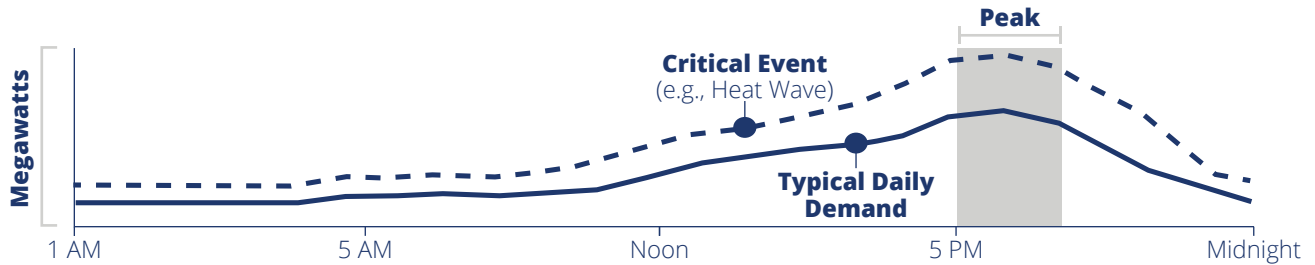 Peak
Critical Event
(e.g., Heat Wave)
Megawatts
Typical Daily
Demand
1 AM
5 AM
Noon
5 PM
Midnight